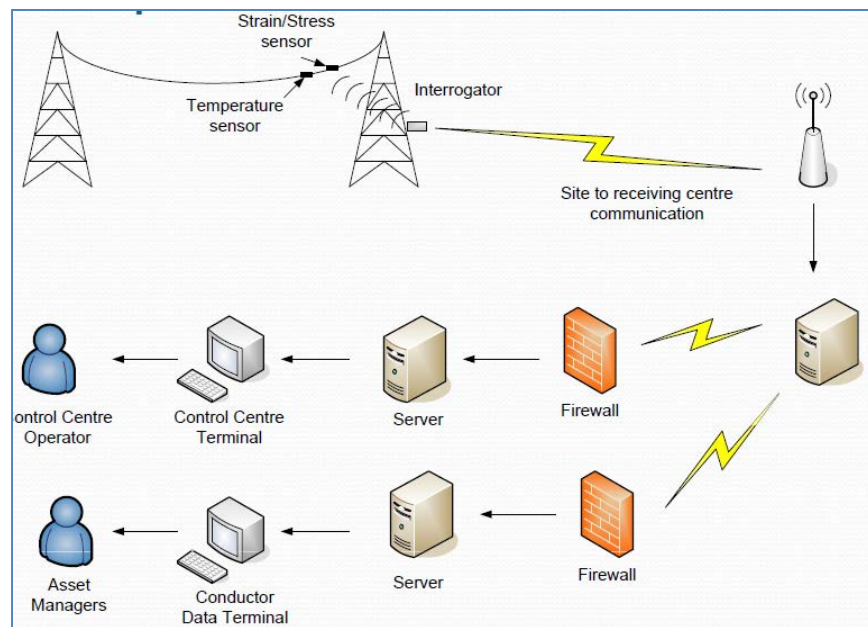 Strain/Stress
sensor
Temperature
sensor
Interrogator
Site to receiving centre
communication
ontrol Centre
Operator
Control Centre
Terminal
Server
Firewall
Asset
Managers
Conductor
Data Terminal
Server
Firewall